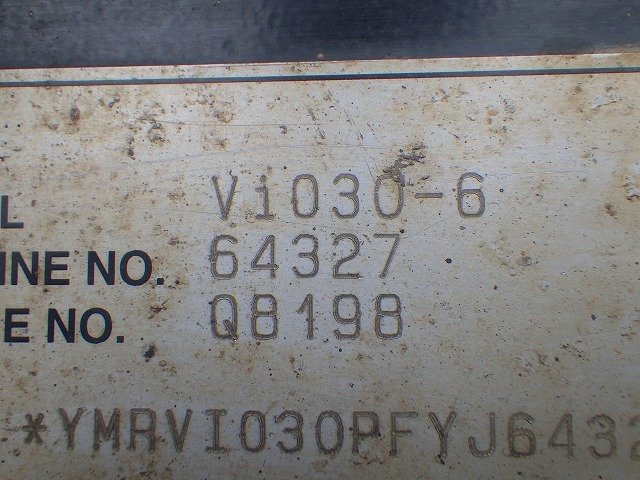 L Vi030-6
INE NO. 64327
E NO. Q8198
*YMRVI030PFYJ6432